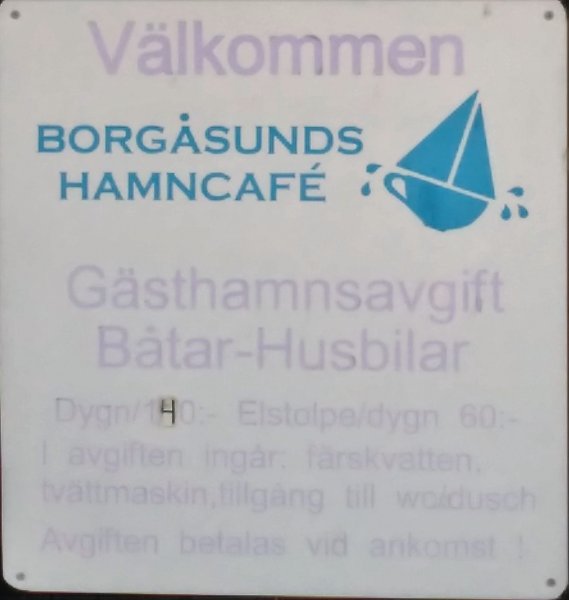 Välkommen
BORGÅSUNDS
HAMNCAFÉ
Gästhamnsavgift
Båtar-Husbilar
Dygn/140:- Elstolpe/dygn 60:-
I avgiften ingår: färskvatten,
tvättmaskin,tillgång till wc/dusch
Avgiften betalas vid ankomst !